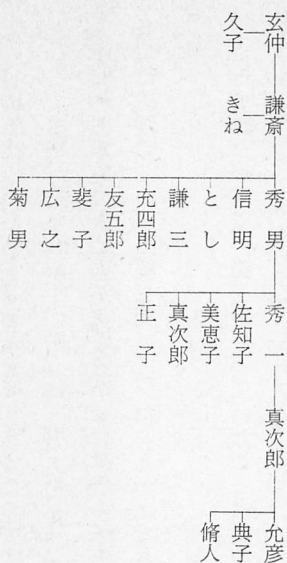 玄仲
久子
謙斎
きね
秀男
信明
とし
謙三
充四郎
友五郎
斐子
広之
菊男
秀一
佐知子
美恵子
真次郎
正子
真次郎
允彦
典子
脩人